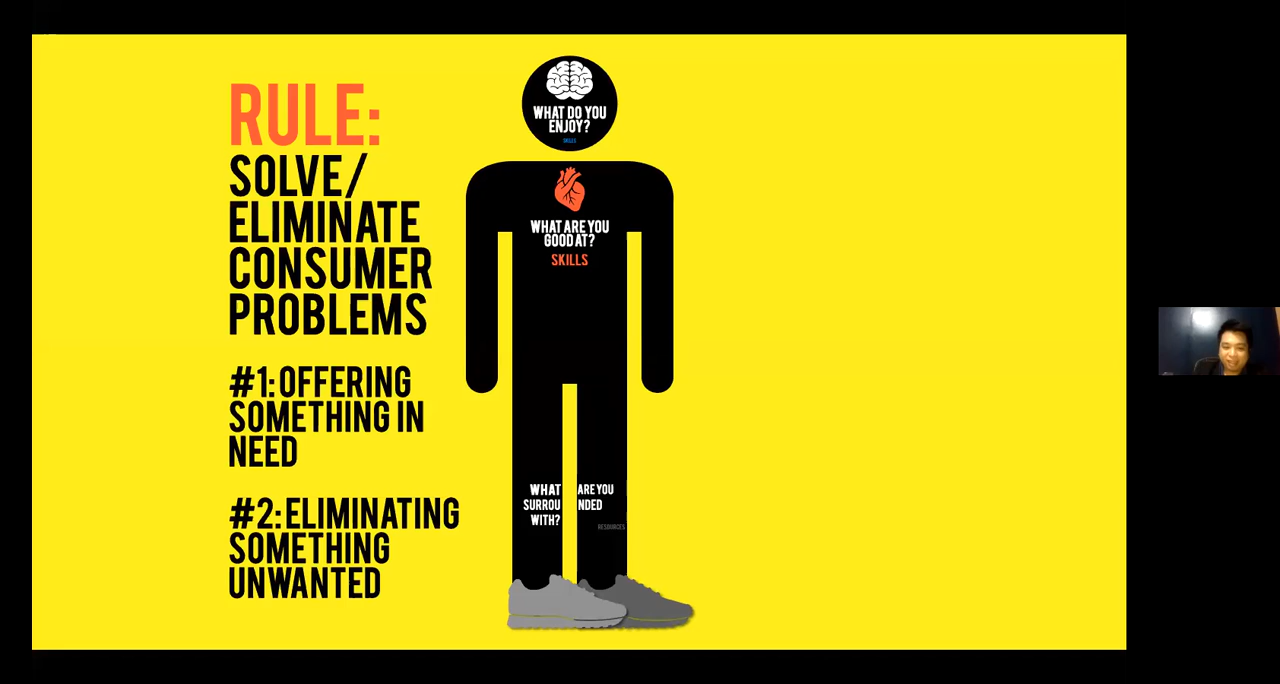 RULE:
SOLVE/
ELIMINATE
CONSUMER
PROBLEMS
#1: OFFERING
SOMETHING IN
NEED
#2: ELIMINATING
SOMETHING
UNWANTED
WHAT DO YOU
ENJOY?
SKILLS
WHAT ARE YOU
GOOD AT?
SKILLS
WHAT ARE YOU
SURROUNDED
WITH?
RESOURCES